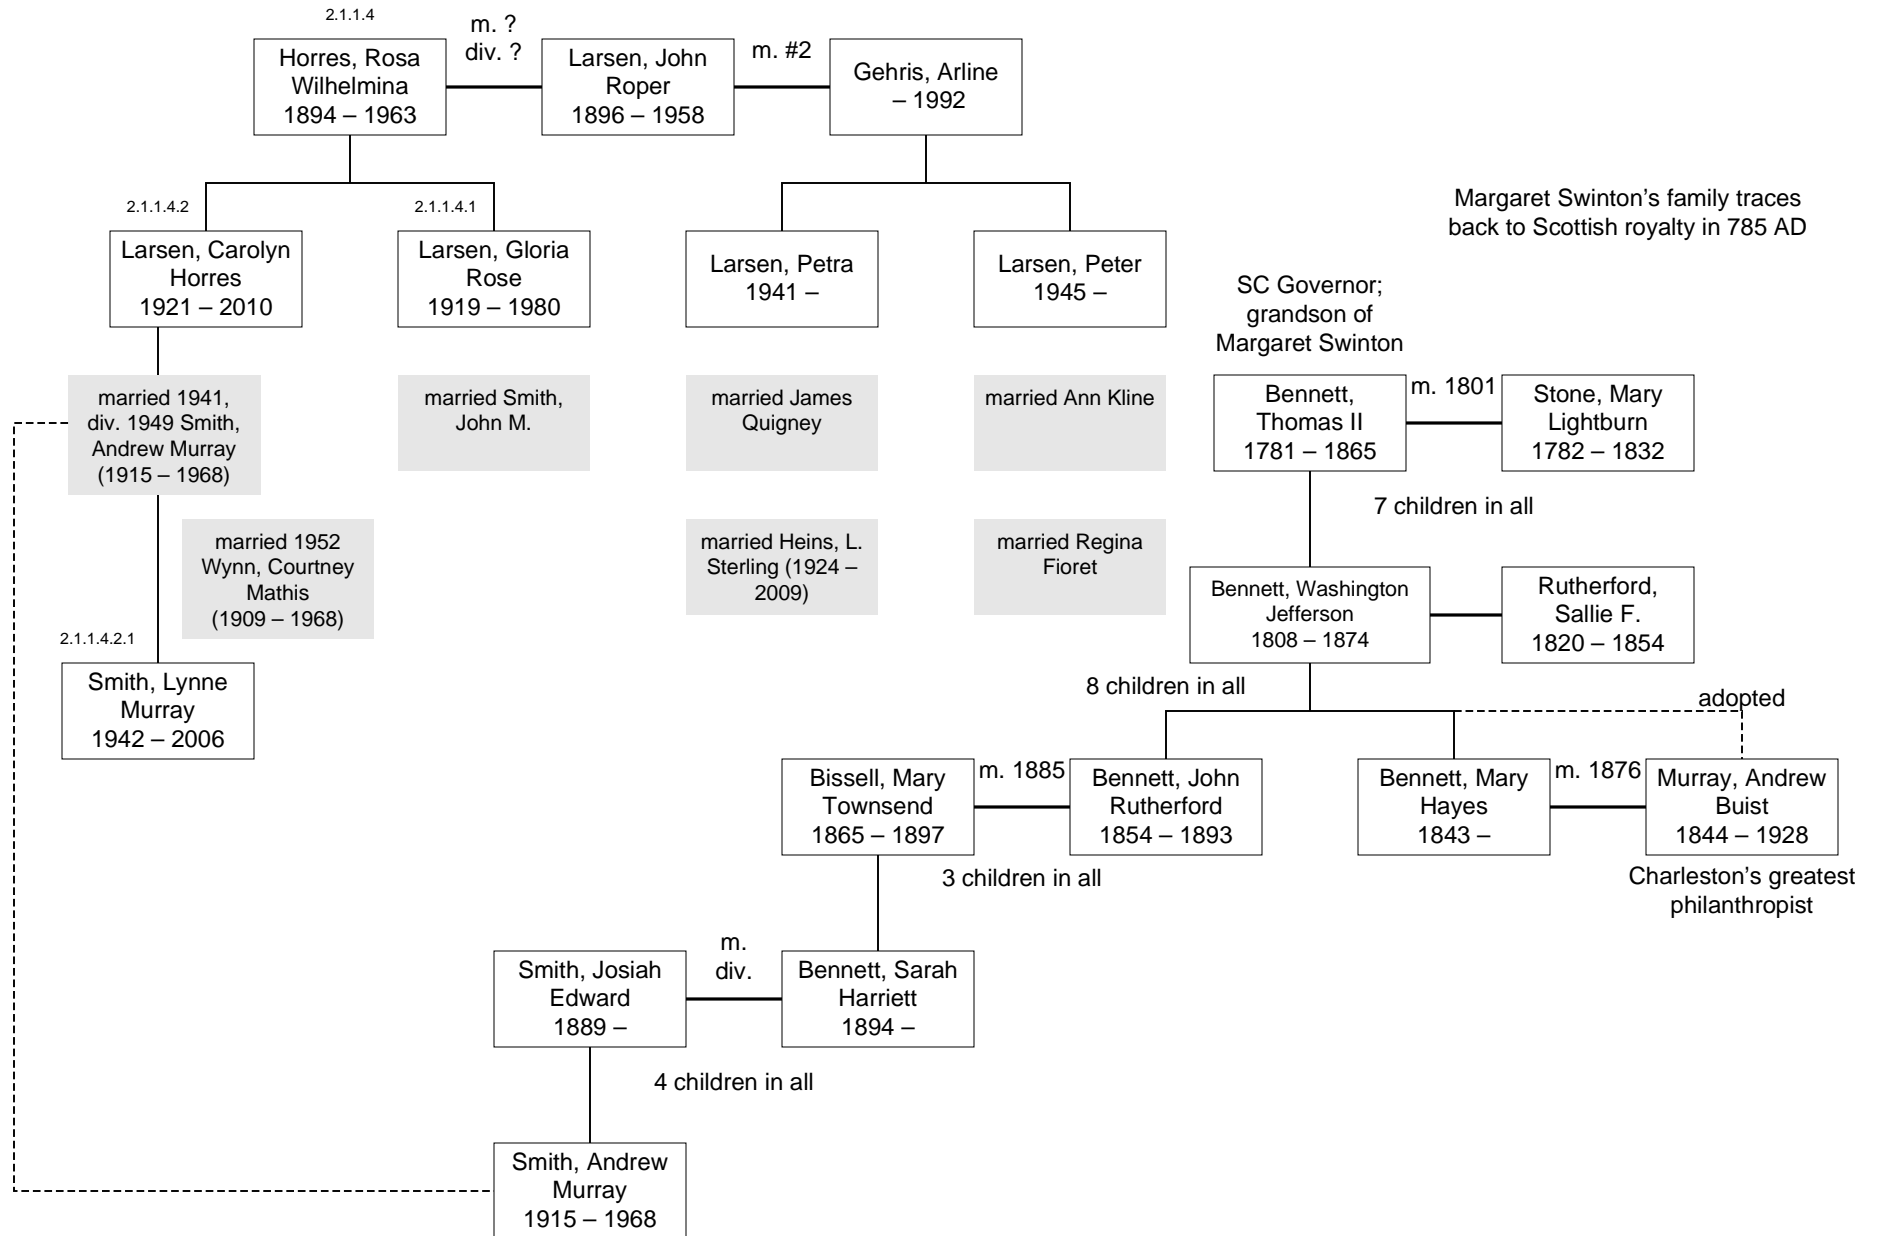 2.1.1.4
m. ?
div. ?
m. #2
Horres, Rosa
Wilhelmina
1894 – 1963
Larsen, John
Roper
1896 – 1958
Gehris, Arline
– 1992
2.1.1.4.2
2.1.1.4.1
Larsen, Carolyn
Horres
1921 – 2010
Larsen, Gloria
Rose
1919 – 1980
Larsen, Petra
1941 –
Larsen, Peter
1945 –
Margaret Swinton’s family traces
back to Scottish royalty in 785 AD
SC Governor;
grandson of
Margaret Swinton
married 1941,
div. 1949 Smith,
Andrew Murray
(1915 – 1968)
married Smith,
John M.
married James
Quigney
married Ann Kline
Bennett,
Thomas II
1781 – 1865
m. 1801
Stone, Mary
Lightburn
1782 – 1832
7 children in all
married 1952
Wynn, Courtney
Mathis
(1909 – 1968)
married Heins, L.
Sterling (1924 –
2009)
married Regina
Fioret
Bennett, Washington
Jefferson
1808 – 1874
Rutherford,
Sallie F.
1820 – 1854
2.1.1.4.2.1
Smith, Lynne
Murray
1942 – 2006
8 children in all
adopted
Bissell, Mary
Townsend
1865 – 1897
m. 1885
Bennett, John
Rutherford
1854 – 1893
Bennett, Mary
Hayes
1843 –
m. 1876
Murray, Andrew
Buist
1844 – 1928
3 children in all
Charleston’s greatest
philanthropist
Smith, Josiah
Edward
1889 –
m.
div.
Bennett, Sarah
Harriett
1894 –
4 children in all
Smith, Andrew
Murray
1915 – 1968